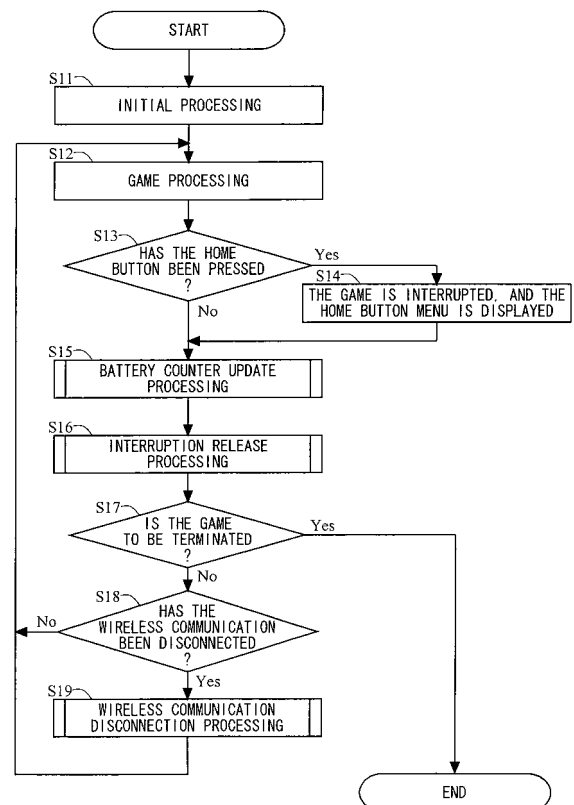 START
S11
INITIAL PROCESSING
S12
GAME PROCESSING
S13
HAS THE HOME
BUTTON BEEN PRESSED
?
Yes
No
S14
THE GAME IS INTERRUPTED, AND THE
HOME BUTTON MENU IS DISPLAYED
S15
BATTERY COUNTER UPDATE
PROCESSING
S16
INTERRUPTION RELEASE
PROCESSING
S17
IS THE GAME
TO BE TERMINATED
?
Yes
No
S18
HAS THE
WIRELESS COMMUNICATION
BEEN DISCONNECTED
?
No
Yes
S19
WIRELESS COMMUNICATION
DISCONNECTION PROCESSING
END